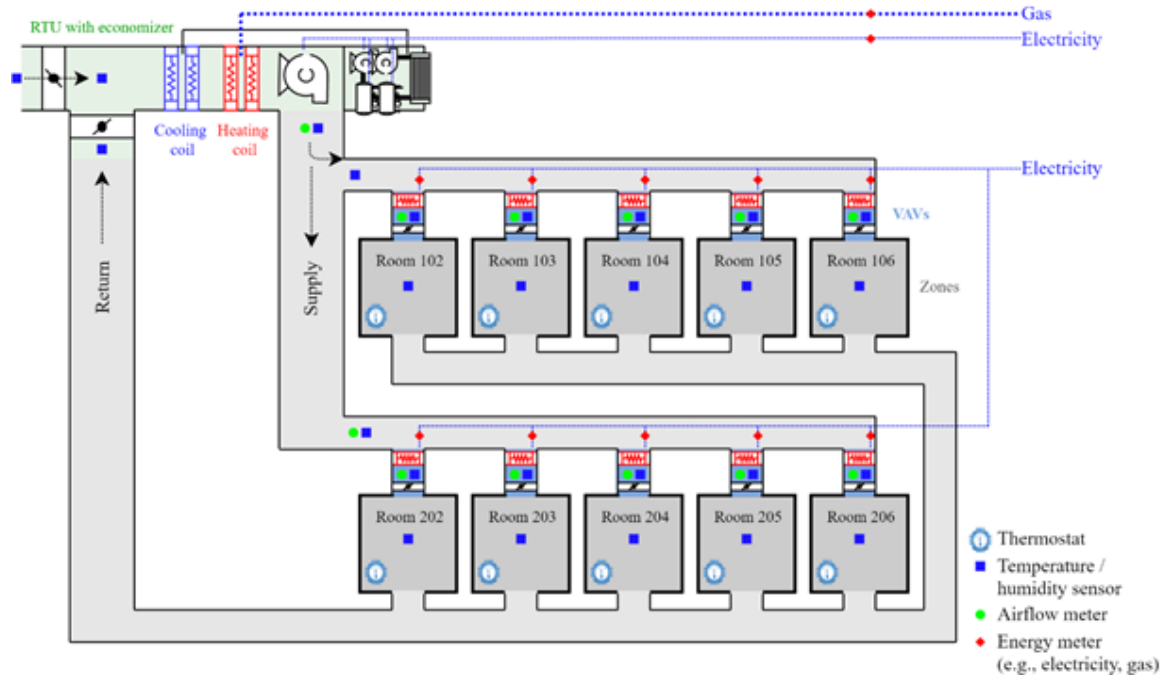 RTU with economizer
Gas
Electricity
Cooling
coil
Heating
coil
Electricity
VAVs
Return
Supply
Room 102
Room 103
Room 104
Room 105
Room 106
Zones
Room 202
Room 203
Room 204
Room 205
Room 206
Thermostat
Temperature /
humidity sensor
Airflow meter
Energy meter
(e.g., electricity, gas)